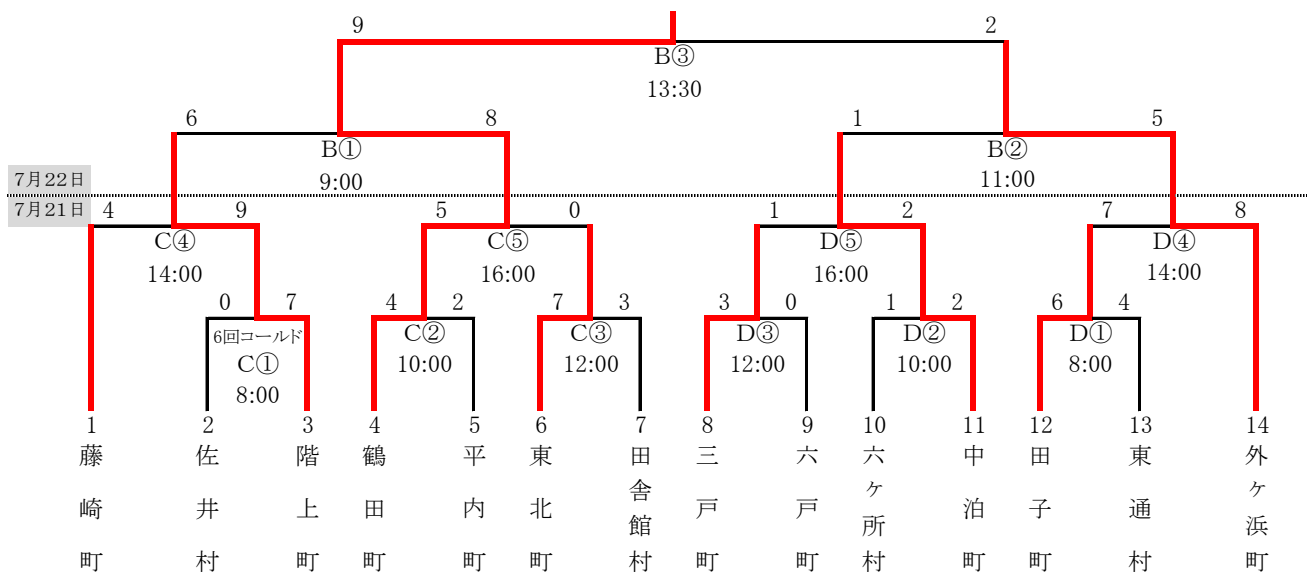 9 2
B③
13:30
6 8 1 5
B① B②
7月22日 9:00 11:00
7月21日 4 9 5 0 1 2 7 8
C④ C⑤ D⑤ D④
14:00 16:00 16:00 14:00
0 7 4 2 7 3 3 0 1 2 6 4
6回コールド C② C③ D③ D② D①
C① 10:00 12:00 12:00 10:00 8:00
8:00
1 2 3 4 5 6 7 8 9 10 11 12 13 14
藤崎町
佐井村
階上町
鶴田町
平内町
東北町
田舎館村
三戸町
六戸町
六ケ所村
中泊町
田子町
東通村
外ケ浜町